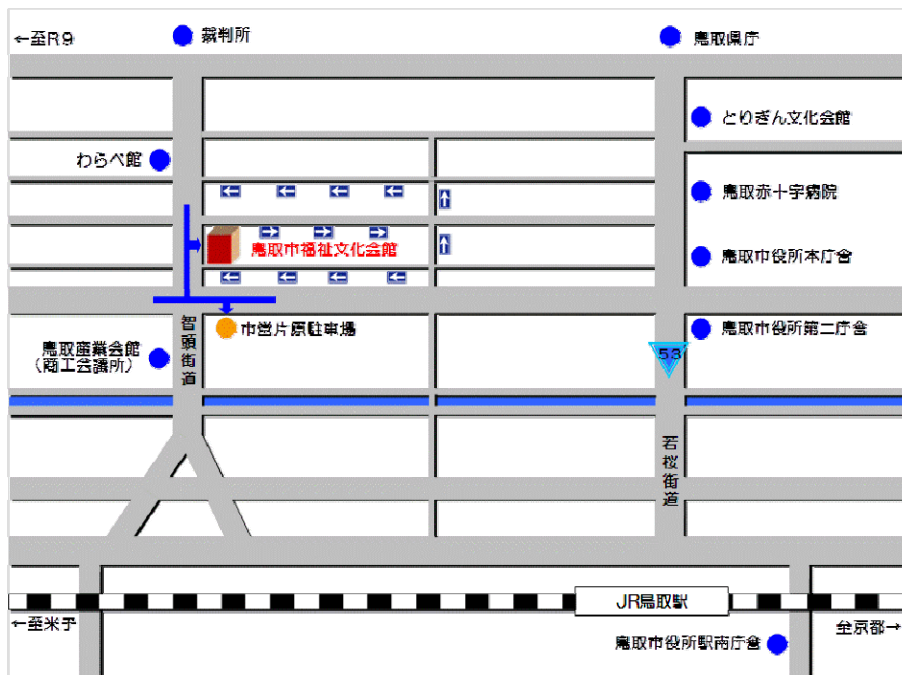 ←至R9
裁判所
鳥取県庁
とりぎん文化会館
わらべ館
鳥取赤十字病院
鳥取市福祉文化会館
鳥取市役所本庁舎
市営片原駐車場
鳥取市役所第二庁舎
鳥取産業会館
(商工会議所)
智頭街道
53
若桜街道
JR鳥取駅
←至米子
至京都→
鳥取市役所駅南庁舎